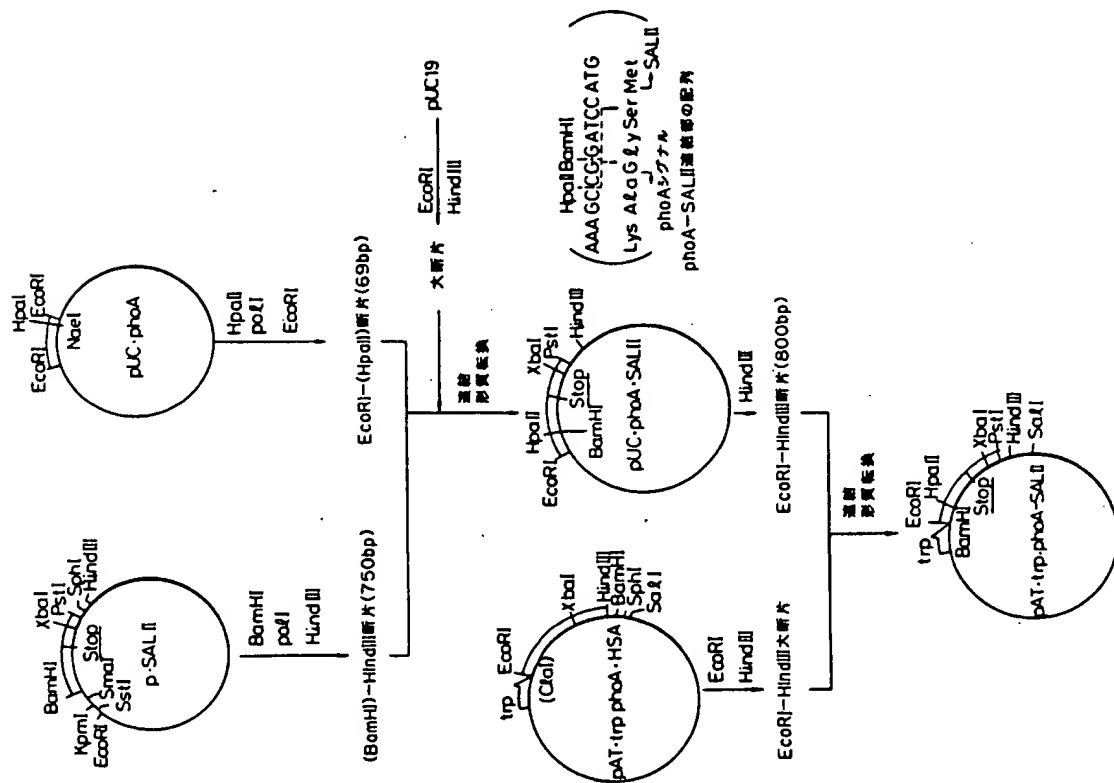 KpnI
EcoRI
BamHI
XbaI
PstI
SphI
HindIII
Stop
SmaI
SstI
p・SALⅡ
BamHI
polI
HindIII
(BamHI)-HindIII断片(750bp)
EcoRI
HpaI
EcoRI
NaeI
pUC・phoA
HpaII
polI
EcoRI
EcoRI-(HpaII)断片(69bp)
大断片
EcoRI
HindIII
pUC19
連結
形質転換
EcoRI
HpaII
XbaI
PstI
HindIII
Stop
BamHI
pUC・phoA・SALⅡ
HindIII
EcoRI-HindIII断片(800bp)
HpaII BamHI
AAAGCCGGATCCATG
Lys Ala Gly Ser Met
SALⅡ
phoAシグナル
phoA-SALⅡ連結部の配列
trp
EcoRI
(ClaI)
XbaI
HindIII
BamHI
SphI
SalI
pAT・trp・phoA・HSA
EcoRI
HindIII
EcoRI-HindIII大断片
連結
形質転換
trp
EcoRI
HpaII
XbaI
PstI
HindIII
SalI
BamHI
Stop
pAT・trp・phoA-SALⅡ